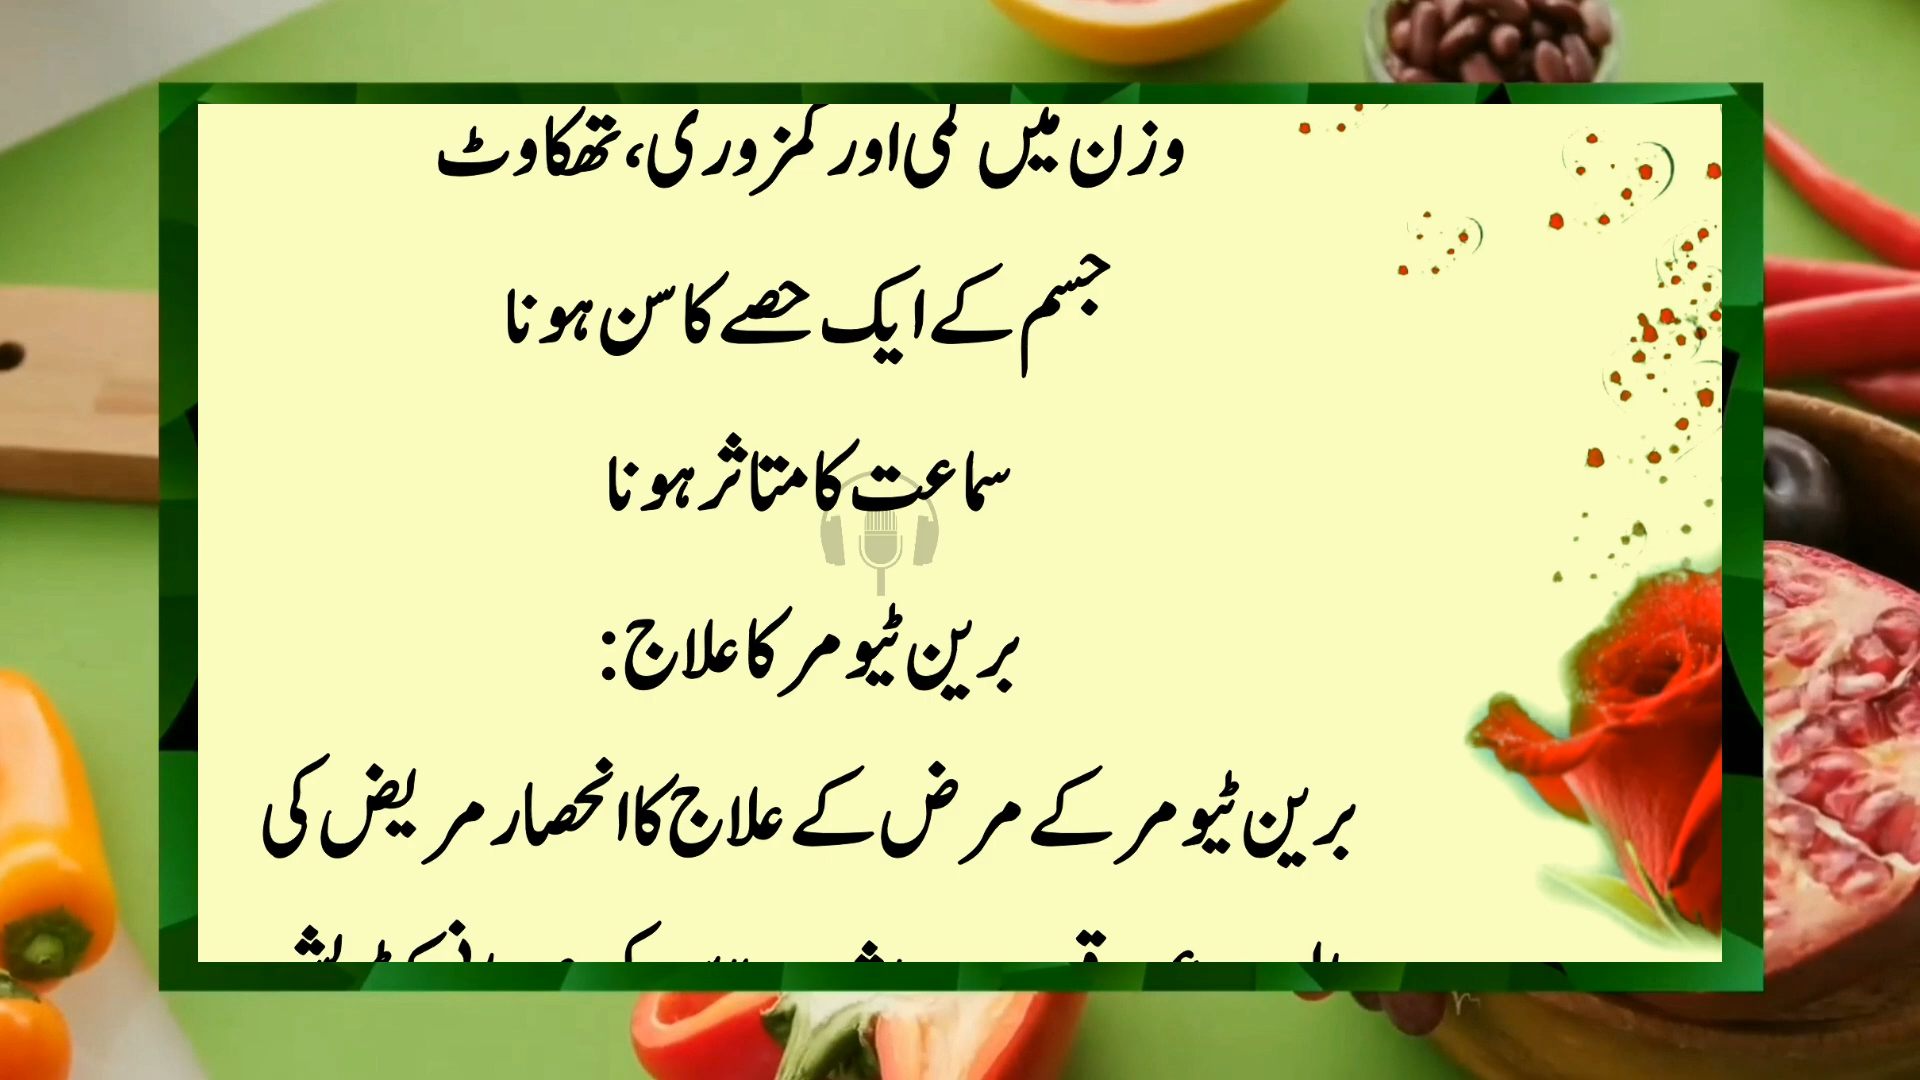 وزن میں کمی اور کمزوری، تھکاوٹ
جسم کے ایک حصے کا سن ہونا
سماعت کا متاثر ہونا
برین ٹیومر کا علاج:
برین ٹیومر کے مرض کے علاج کا انحصار مریض کی